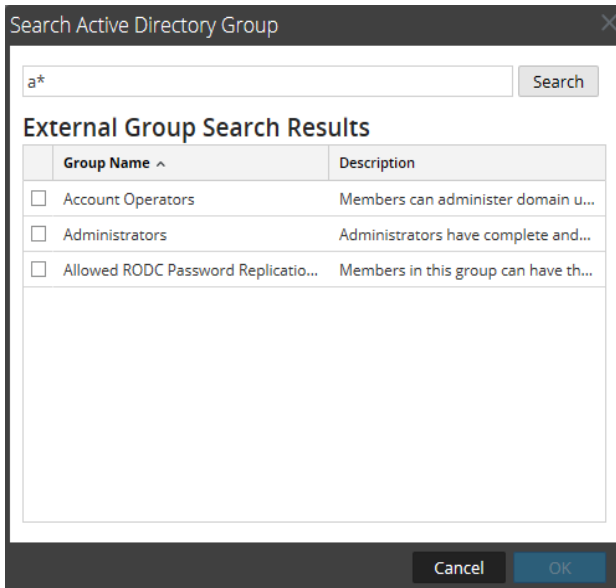 Search Active Directory Group
a*
Search
External Group Search Results
Group Name Description
Account Operators Members can administer domain u...
Administrators Administrators have complete and...
Allowed RODC Password Replicatio... Members in this group can have th...
Cancel OK